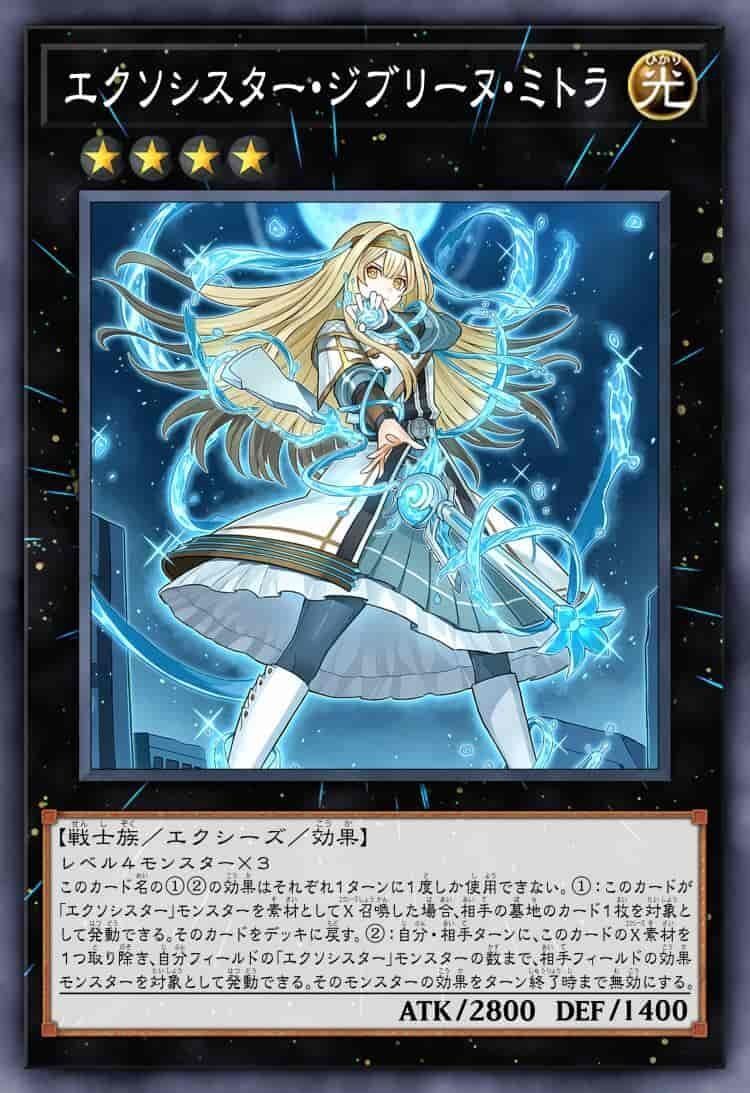 エクソシスター・ジブリーヌ・ミトラ
光
ひかり
【戦士族／エクシーズ／効果】
レベル4モンスター×3
このカード名の①②の効果はそれぞれ1ターンに1度しか使用できない。①：このカードが
「エクソシスター」モンスターを素材としてX召喚した場合、相手の墓地のカード1枚を対象と
して発動できる。そのカードをデッキに戻す。②：自分・相手ターンに、このカードのX素材を
1つ取り除き、自分フィールドの「エクソシスター」モンスターの数まで、相手フィールドの効果
モンスターを対象として発動できる。そのモンスターの効果をターン終了時まで無効にする。
ATK/2800 DEF/1400